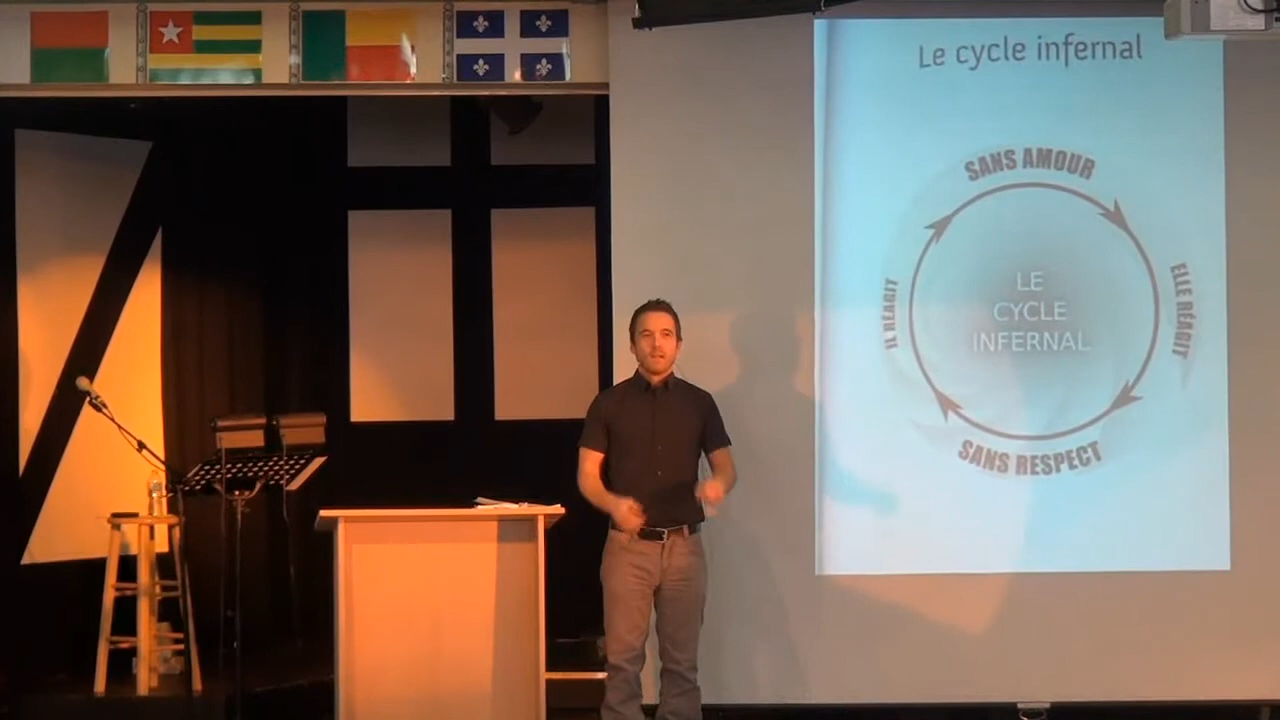 Le cycle infernal
SANS AMOUR
ELLE RÉAGIT
SANS RESPECT
IL RÉAGIT
LE
CYCLE
INFERNAL